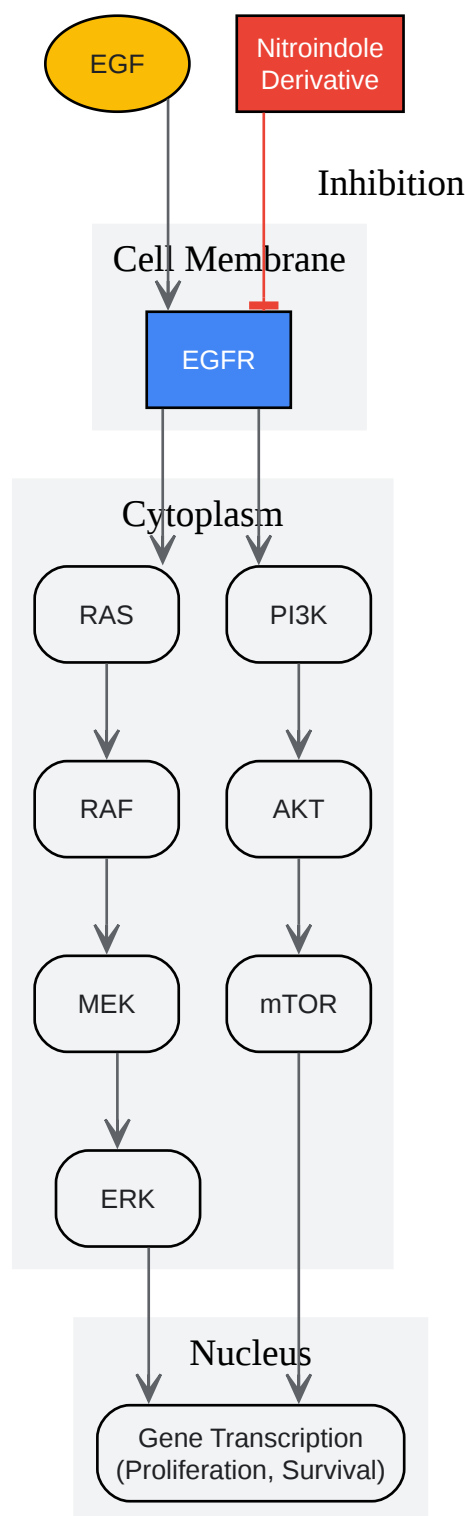 EGF
Nitroindole
Derivative
Inhibition
Cell Membrane
EGFR
Cytoplasm
RAS
PI3K
RAF
AKT
MEK
mTOR
ERK
Nucleus
Gene Transcription
(Proliferation, Survival)